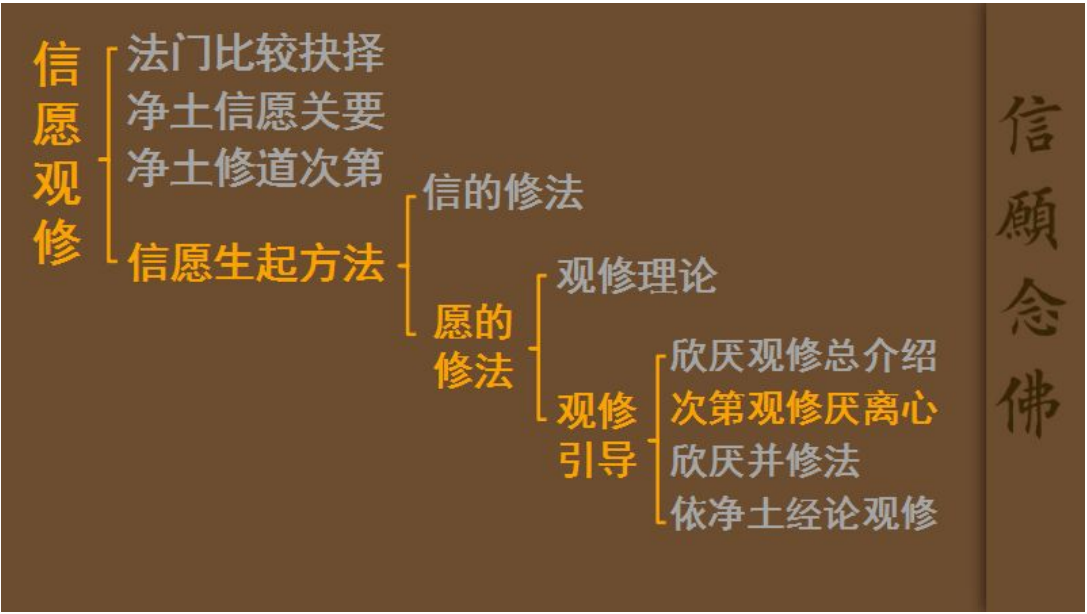 信愿观修
法门比较抉择
净土信愿关要
净土修道次第
信愿生起方法
信的修法
愿的
修法
观修理论
观修
引导
欣厌观修总介绍
次第观修厌离心
欣厌并修法
依净土经论观修
信願念佛